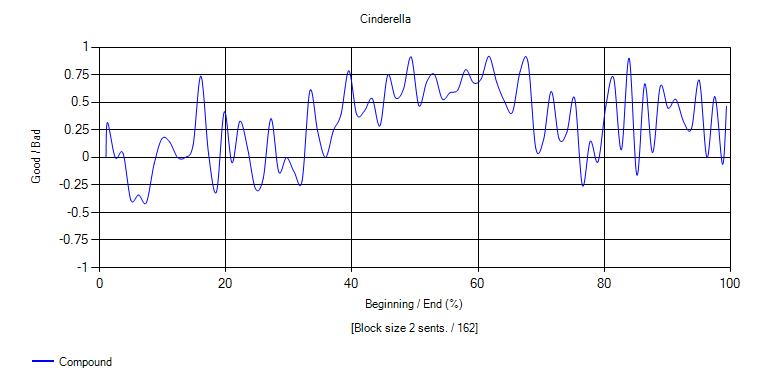 Cinderella
1
0.75
0.5
0.25
0
-0.25
-0.5
-0.75
-1
Good / Bad
0 20 40 60 80 100
Beginning / End (%)
[Block size 2 sents. / 162]
Compound